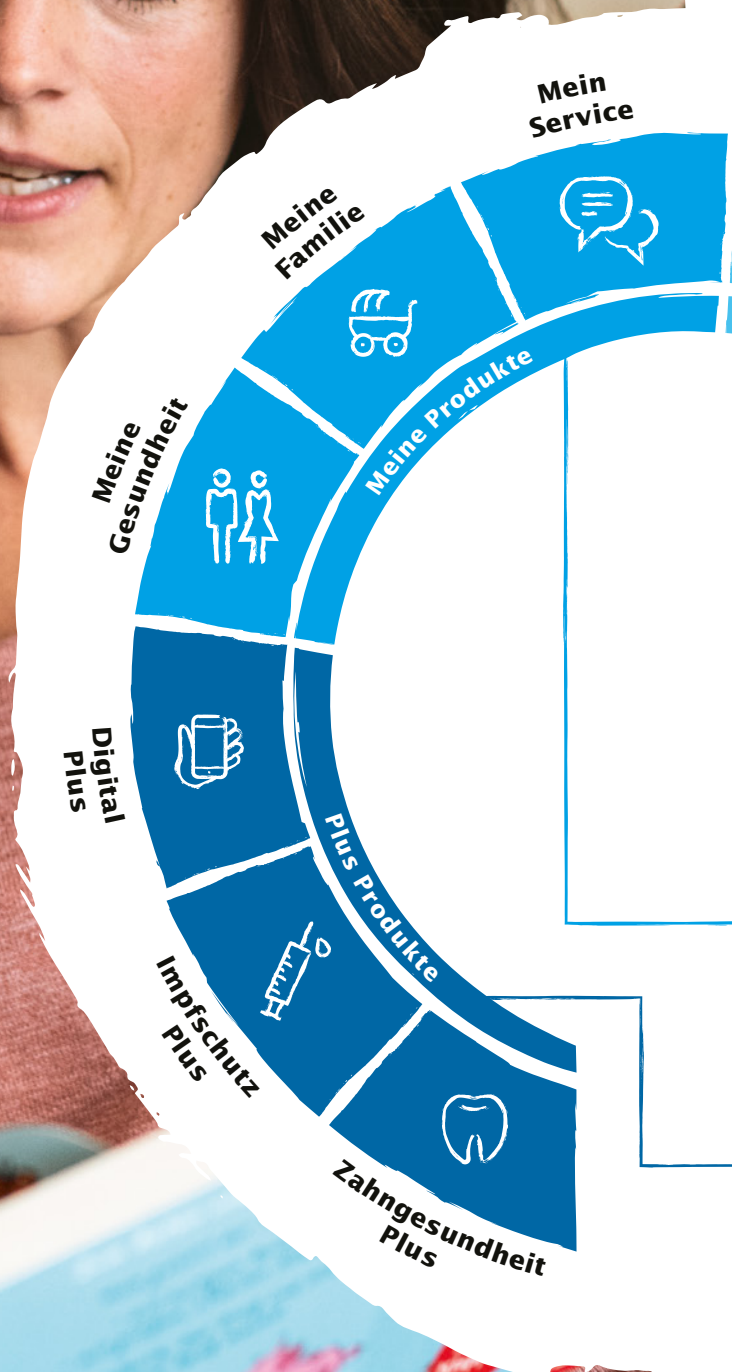 Mein
Service
Meine
Familie
Meine
Gesundheit
Meine Produkte
Digital
Plus
Plus Produkte
Impfschutz
Plus
Zahngesundheit
Plus